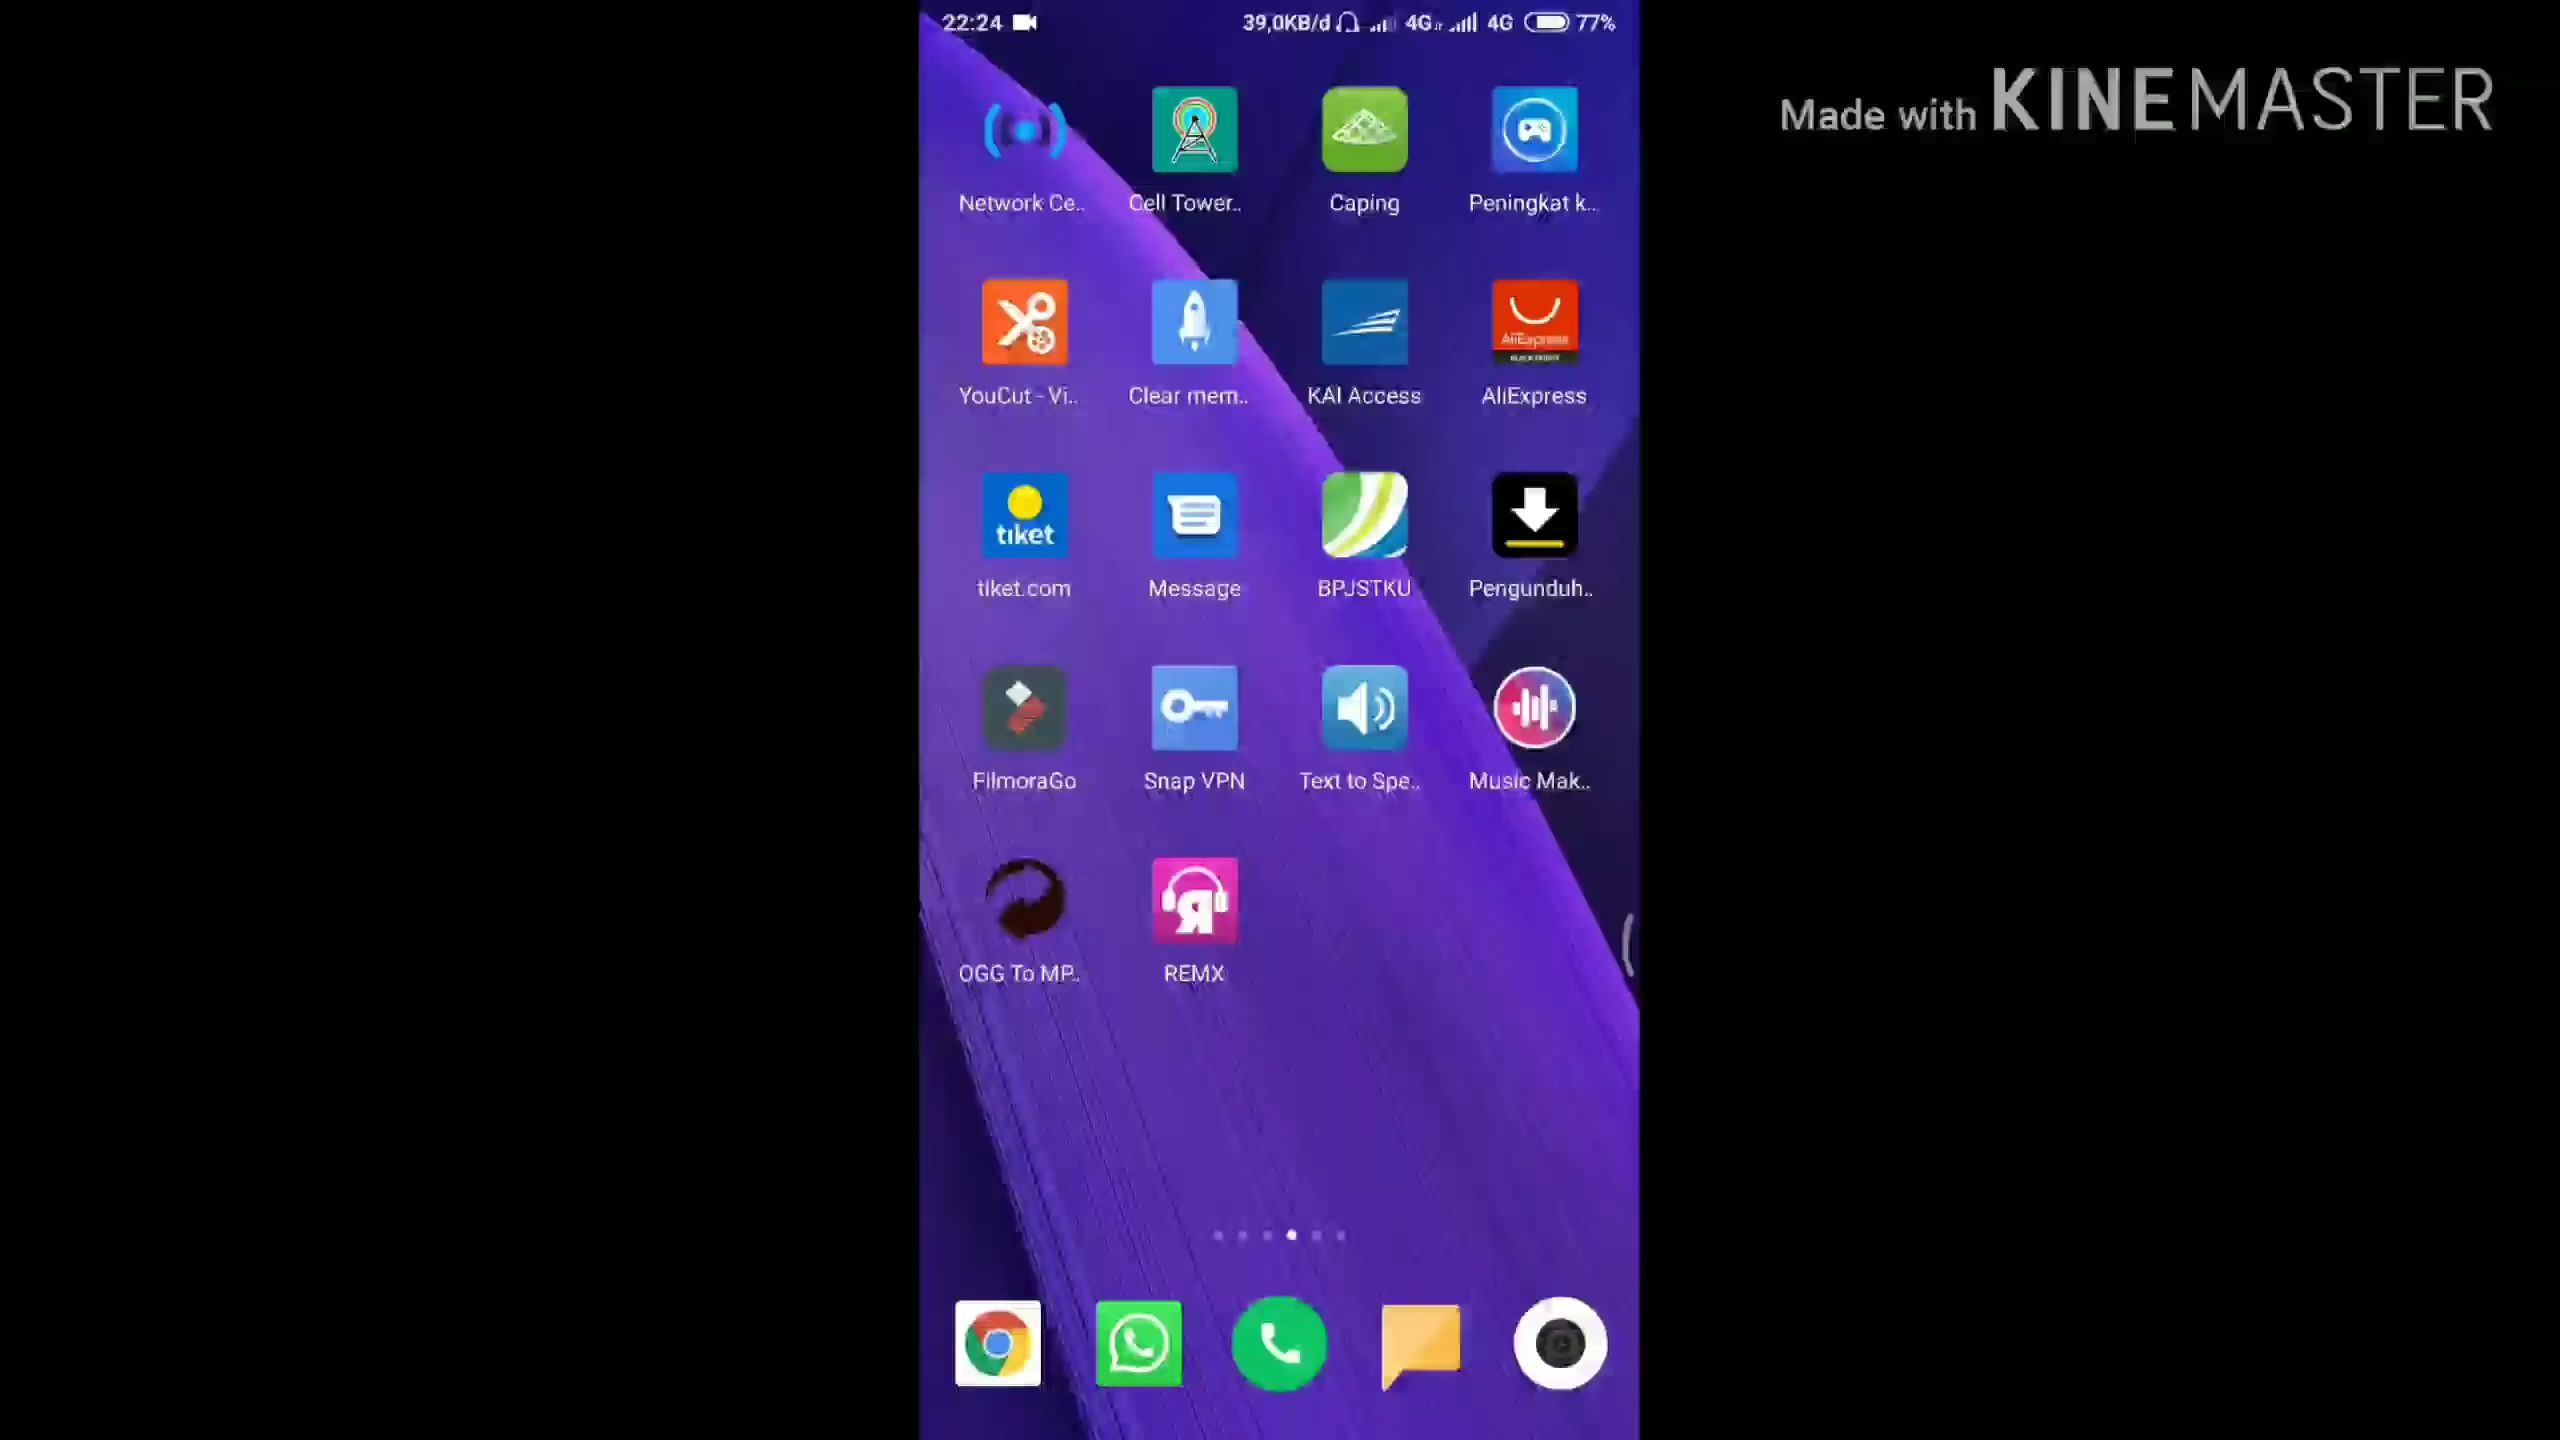 22:24 39,0KB/d 4G 4G 77%
Made with KINEMASTER
Network Ce.. Cell Tower.. Caping Peningkat k..
AliExpress
YouCut - Vi.. Clear mem.. KAI Access AliExpress
tiket
tiket.com Message BPJSTKU Pengunduh..
FilmoraGo Snap VPN Text to Spe.. Music Mak..
OGG To MP.. REMX